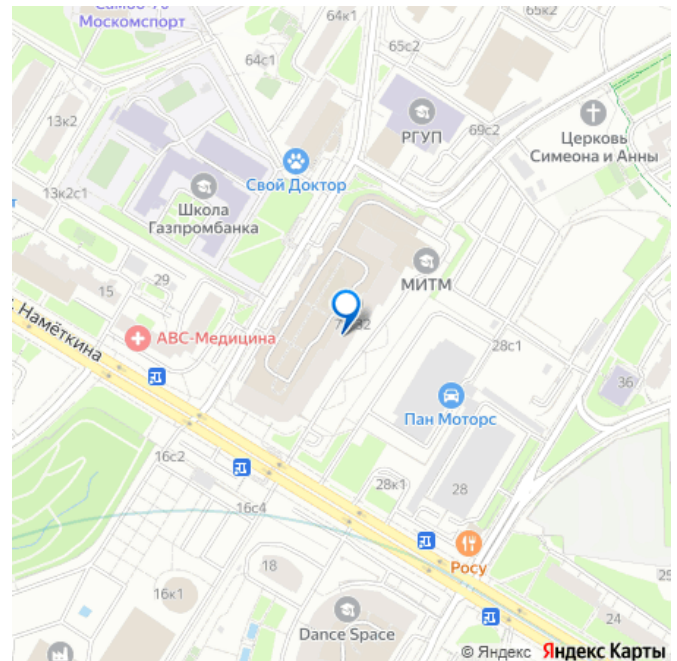 Москомспорт
64к1
65к2
65с2
64с1
13к2
РГУП
69с2
Церковь
Симеона и Анны
Свой Доктор
13к2с1
Школа
Газпромбанка
29
МИТМ
15
АВС-Медицина
Намёткина
28с1
36
Пан Моторс
16с2
28к1
28
16с4
Росу
18
16к1
24
Dance Space
© Яндекс Яндекс Карты